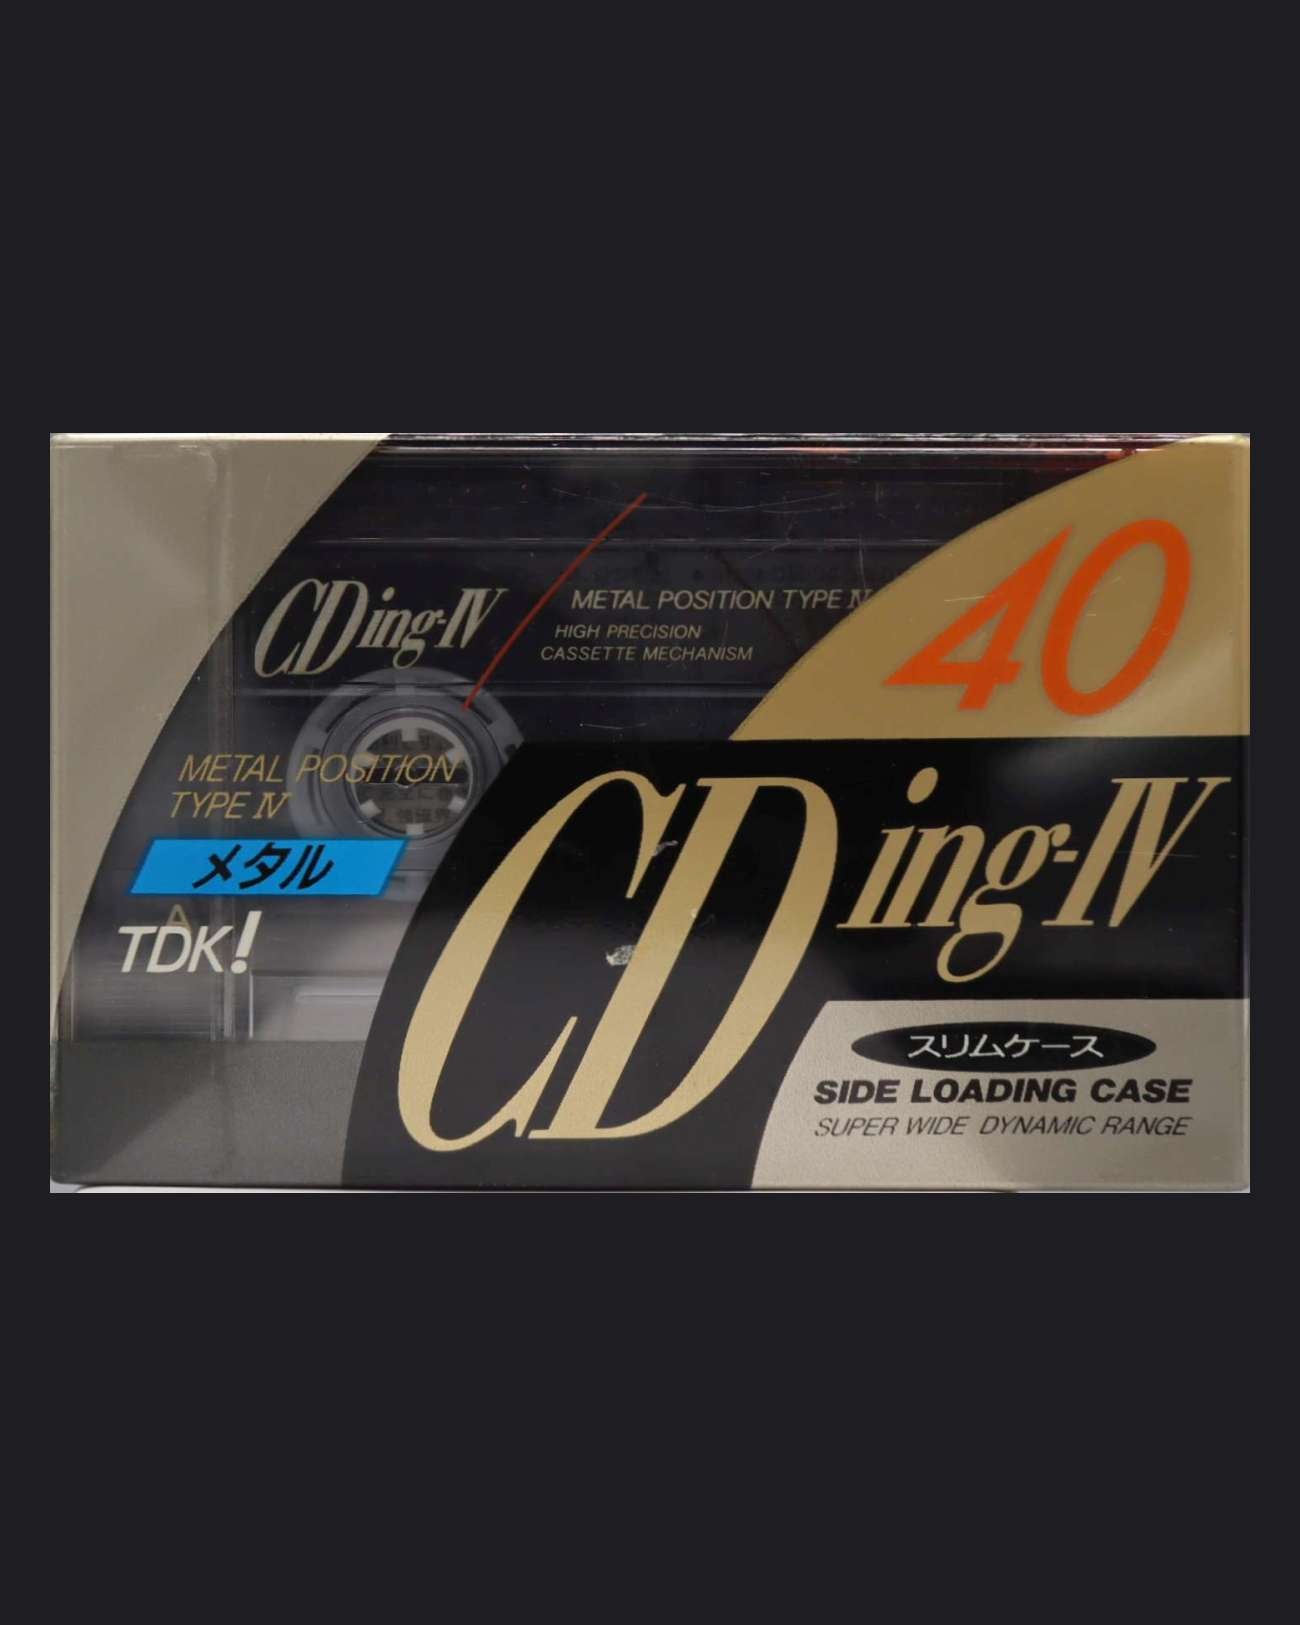 40
CDing-IV
METAL POSITION TYPE IV
HIGH PRECISION
CASSETTE MECHANISM
METAL POSITION
TYPE IV
メタル
A
TDK!
CDing-IV
スリムケース
SIDE LOADING CASE
SUPER WIDE DYNAMIC RANGE